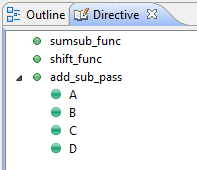 Outline Directive
sumsub_func
shift_func
add_sub_pass
A
B
C
D